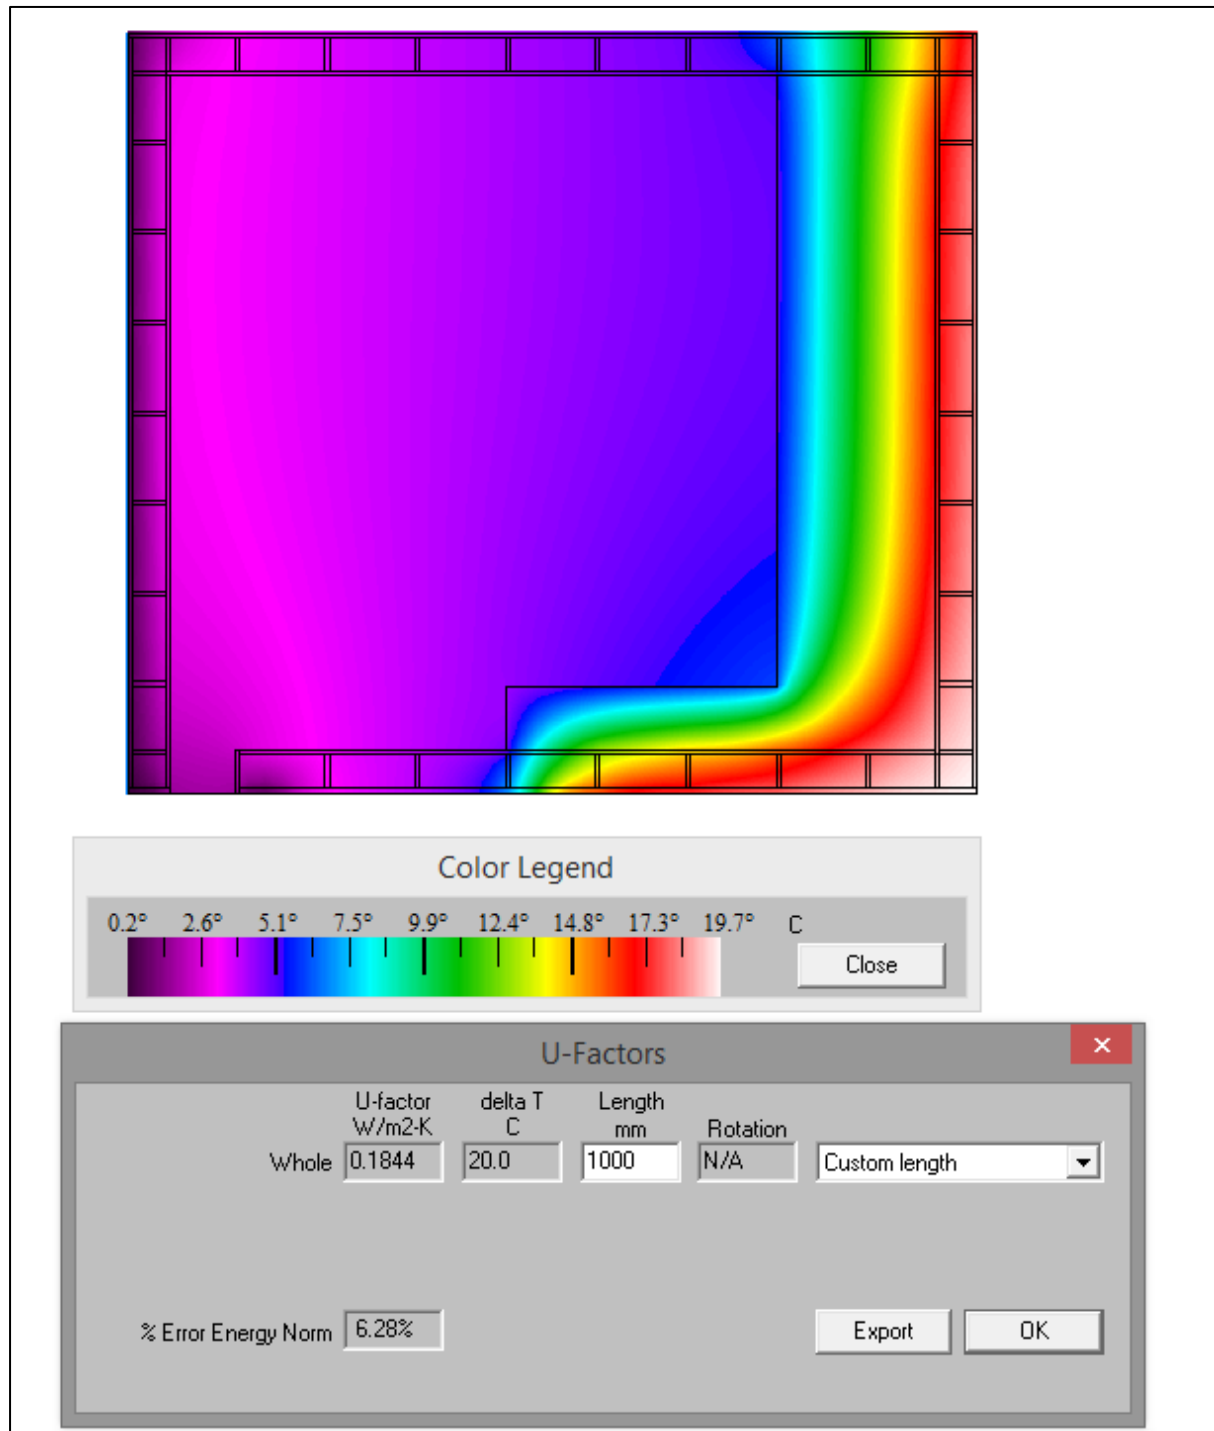 Color Legend
0.2° 2.6° 5.1° 7.5° 9.9° 12.4° 14.8° 17.3° 19.7° C
Close
U-Factors
U-factor delta T Length
W/m2-K C mm Rotation
Whole 0.1844 20.0 1000 N/A Custom length
% Error Energy Norm 6.28% Export OK